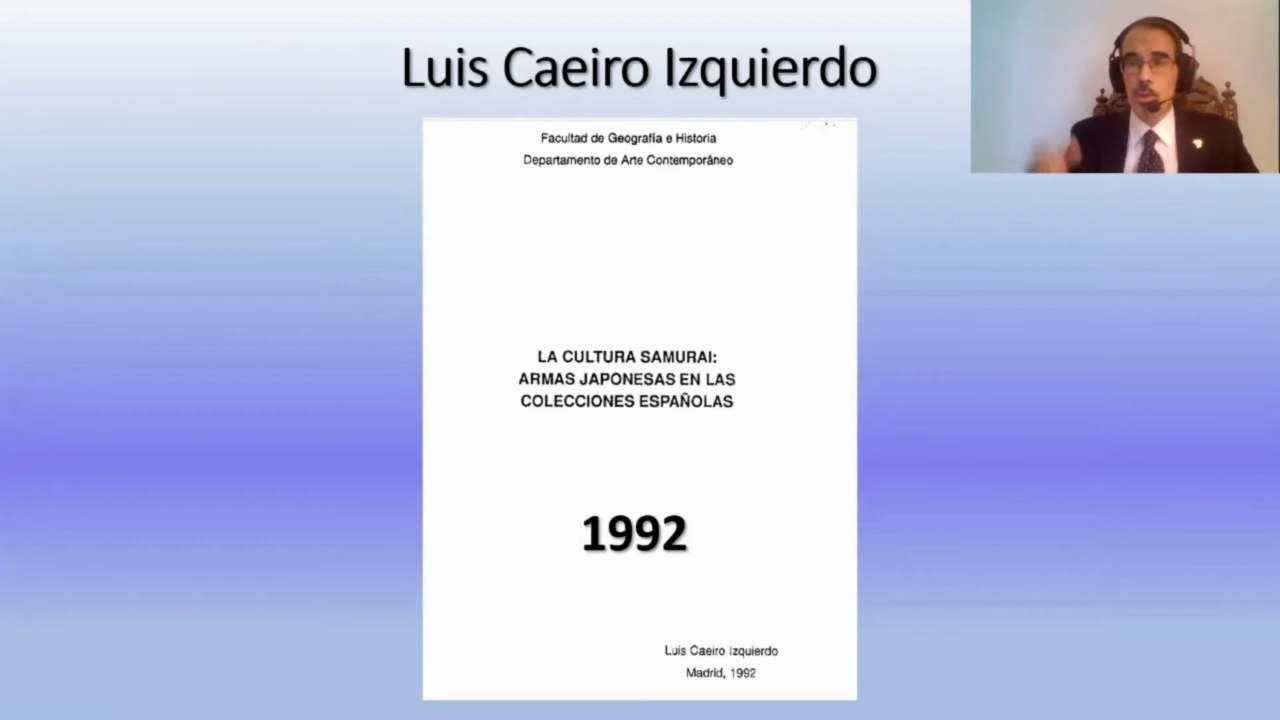 Luis Caeiro Izquierdo
Facultad de Geografía e Historia
Departamento de Arte Contemporáneo
LA CULTURA SAMURAI:
ARMAS JAPONESAS EN LAS
COLECCIONES ESPAÑOLAS
1992
Luis Caeiro Izquierdo
Madrid, 1992